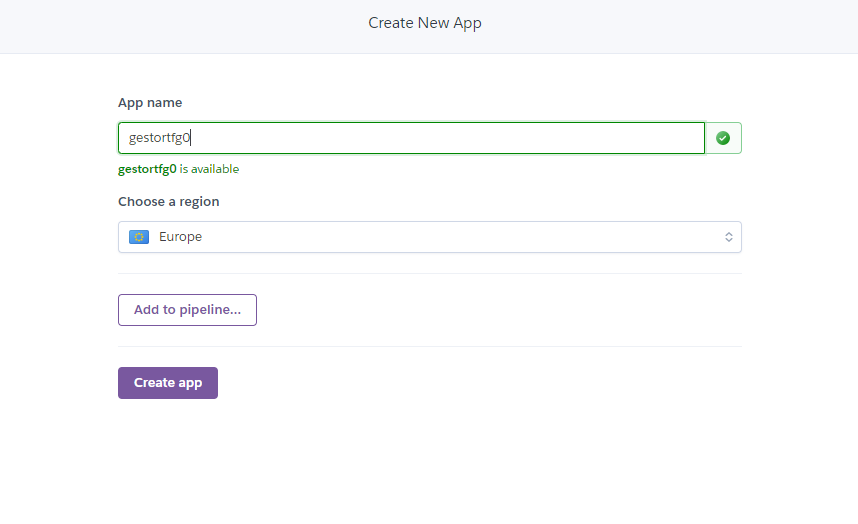 Create New App
App name
gestortfg0
gestortfg0 is available
Choose a region
Europe
Add to pipeline...
Create app